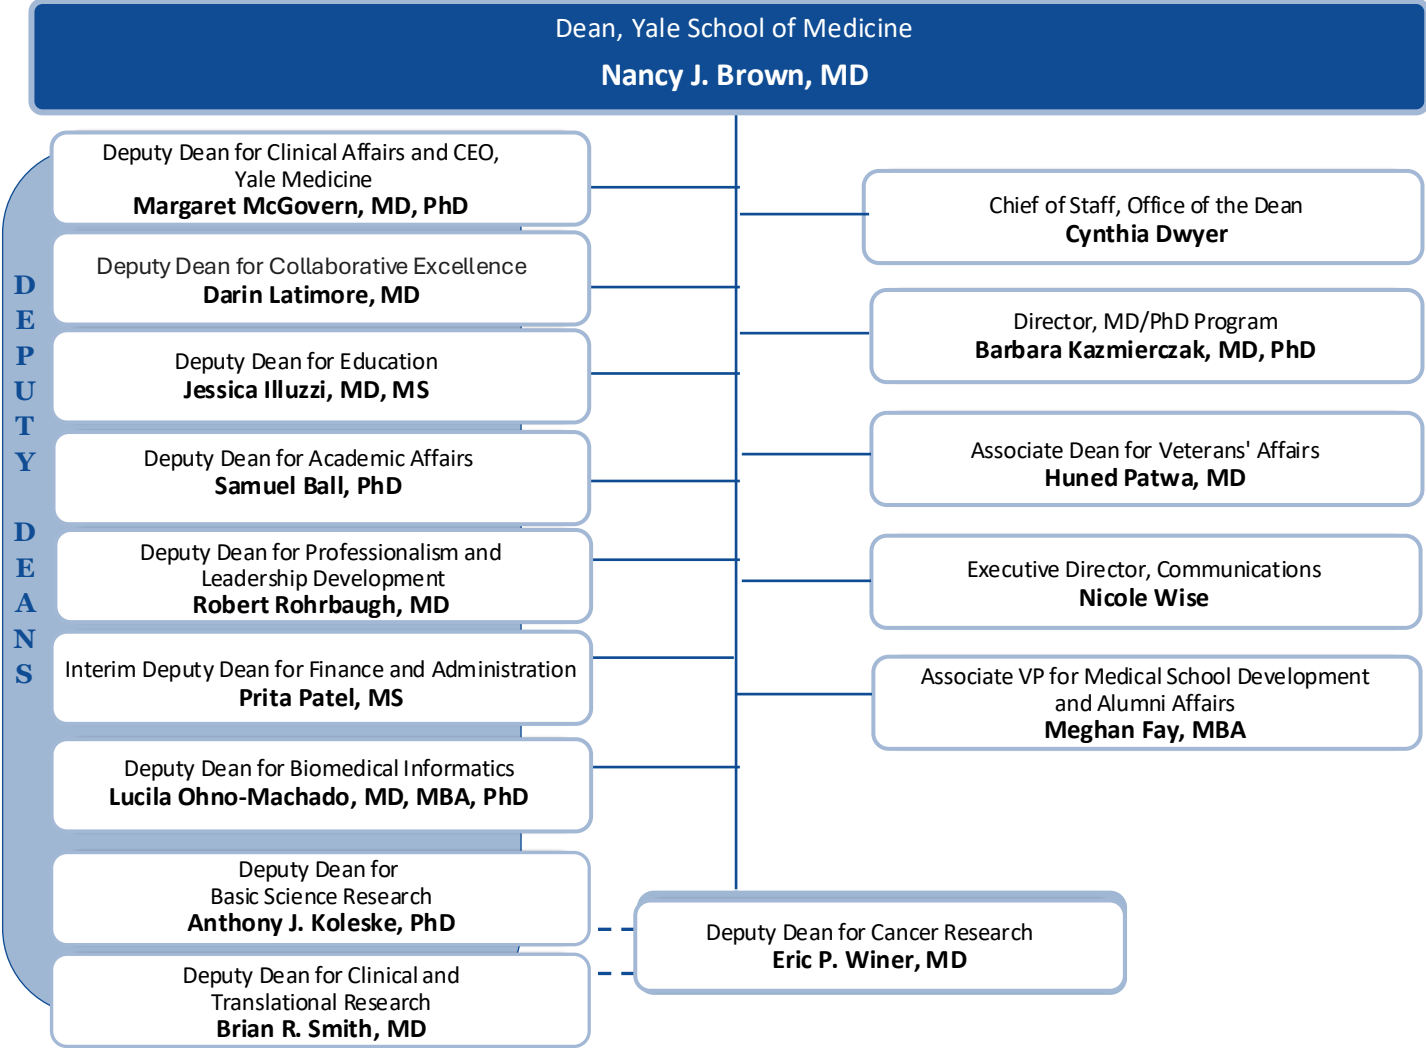 Dean, Yale School of Medicine
Nancy J. Brown, MD
DEPUTY DEANS
Deputy Dean for Clinical Affairs and CEO,
Yale Medicine
Margaret McGovern, MD, PhD
Deputy Dean for Collaborative Excellence
Darin Latimore, MD
Deputy Dean for Education
Jessica Illuzzi, MD, MS
Deputy Dean for Academic Affairs
Samuel Ball, PhD
Deputy Dean for Professionalism and
Leadership Development
Robert Rohrbaugh, MD
Interim Deputy Dean for Finance and Administration
Prita Patel, MS
Deputy Dean for Biomedical Informatics
Lucila Ohno-Machado, MD, MBA, PhD
Deputy Dean for
Basic Science Research
Anthony J. Koleske, PhD
Deputy Dean for Clinical and
Translational Research
Brian R. Smith, MD
Chief of Staff, Office of the Dean
Cynthia Dwyer
Director, MD/PhD Program
Barbara Kazmierczak, MD, PhD
Associate Dean for Veterans' Affairs
Huned Patwa, MD
Executive Director, Communications
Nicole Wise
Associate VP for Medical School Development
and Alumni Affairs
Meghan Fay, MBA
Deputy Dean for Cancer Research
Eric P. Winer, MD